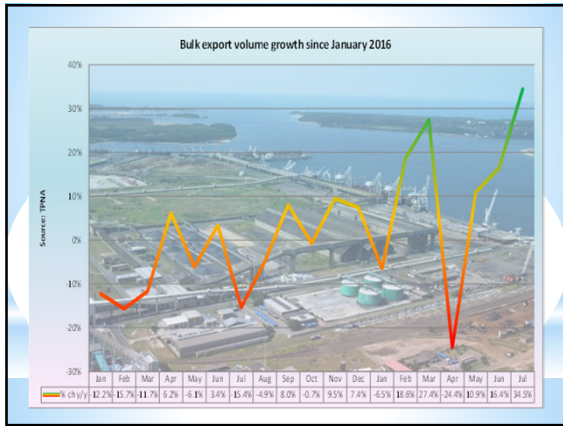 Bulk export volume growth since January 2016
40%
30%
20%
10%
0%
-10%
-20%
-30%
Source: TPNA
Jan Feb Mar Apr May Jun Jul Aug Sep Oct Nov Dec Jan Feb Mar Apr May Jun Jul
% ch y/y -12.2% -15.7% -11.7% 6.2% -6.1% 3.4% -15.4% -4.9% 8.0% -0.7% 9.5% 7.4% -6.5% 18.6% 27.4% -24.4% 10.9% 16.4% 34.5%